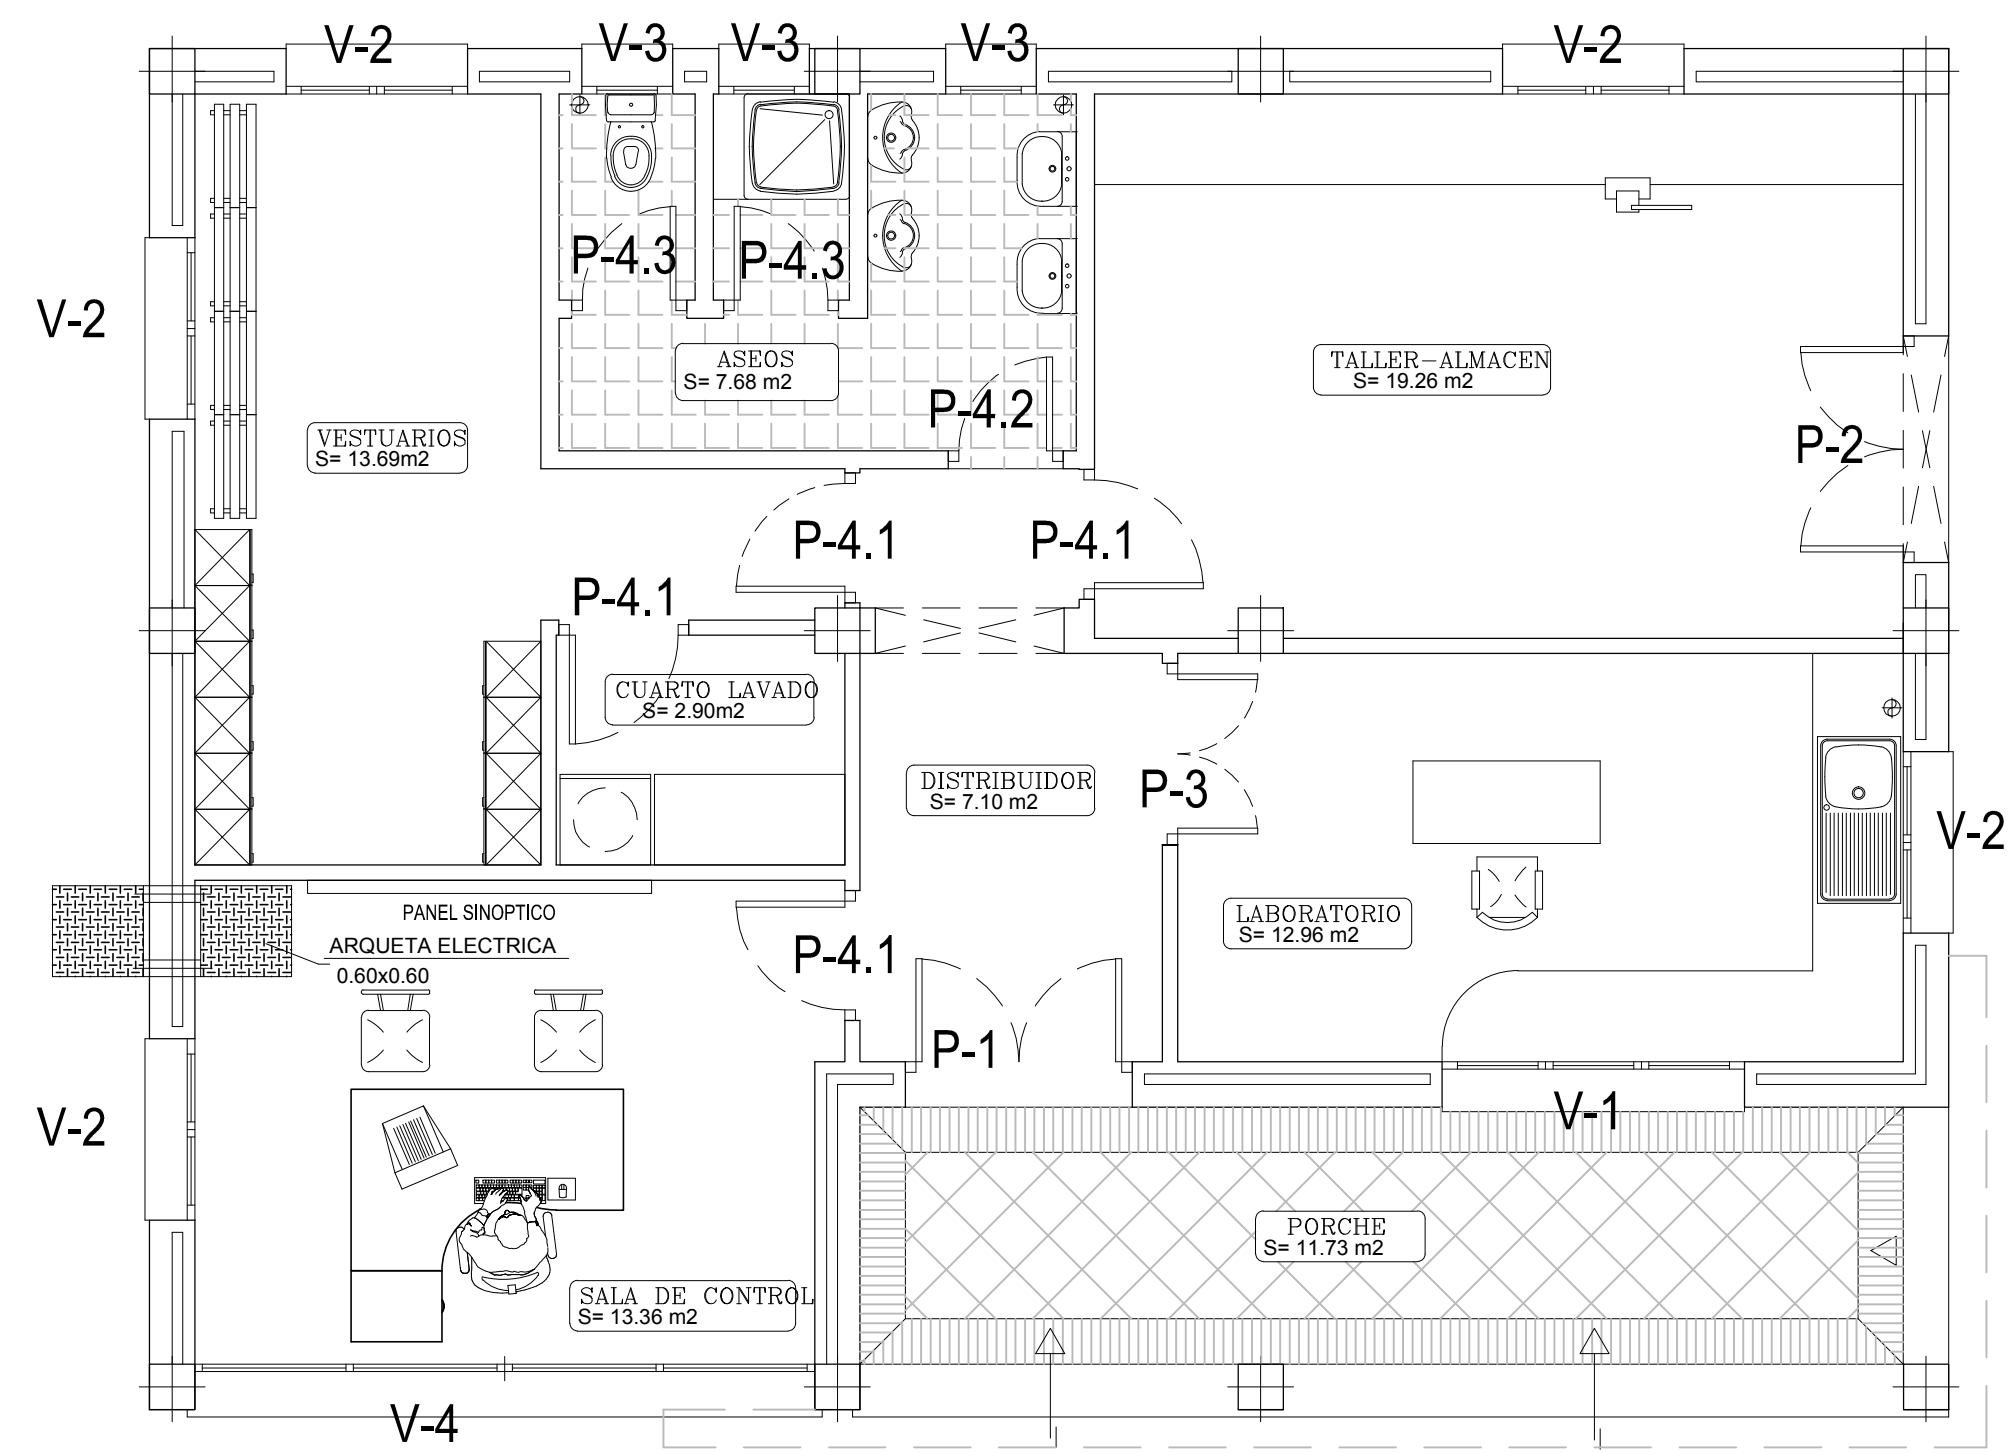 V-2
V-3
V-3
V-3
V-2
P-4.3
P-4.3
V-2
ASEOS
S= 7.68 m2
TALLER-ALMACEN
S= 19.26 m2
P-4.2
VESTUARIOS
S= 13.69m2
P-2
P-4.1
P-4.1
P-4.1
CUARTO LAVADO
S= 2.90m2
DISTRIBUIDOR
S= 7.10 m2
P-3
V-2
PANEL SINOPTICO
LABORATORIO
S= 12.96 m2
ARQUETA ELECTRICA
0.60x0.60
P-4.1
P-1
V-2
V-1
PORCHE
S= 11.73 m2
SALA DE CONTROL
S= 13.36 m2
V-4